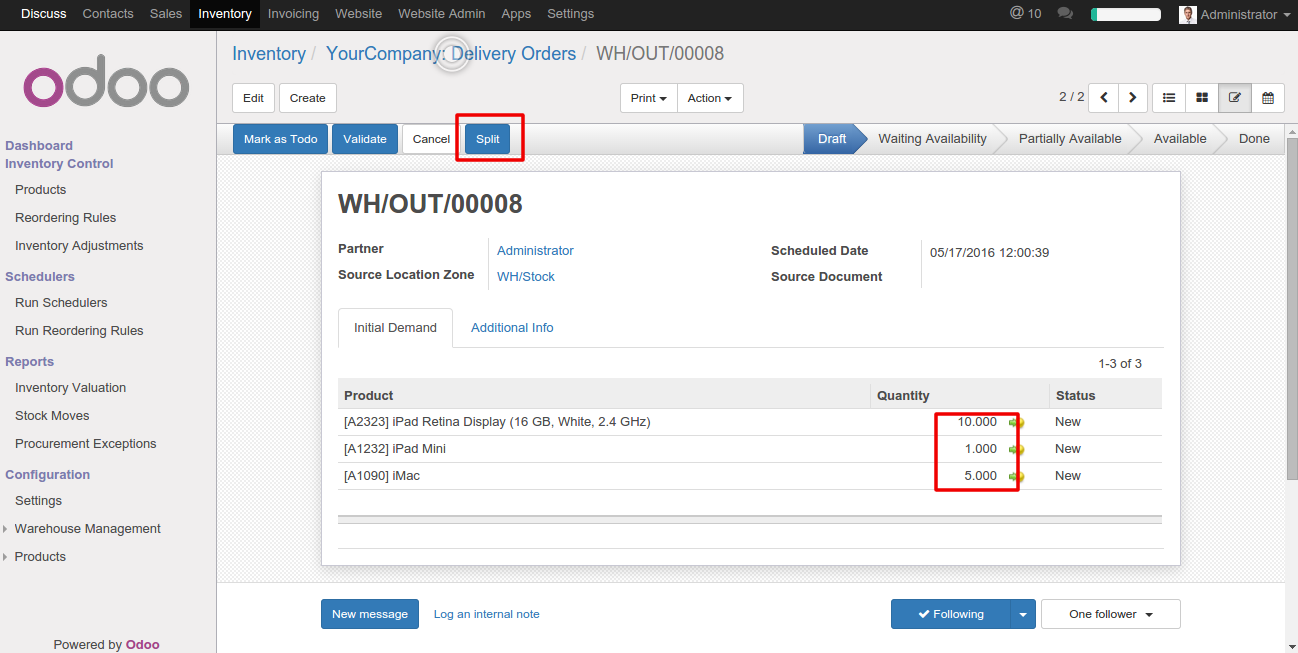 Discuss Contacts Sales Inventory Invoicing Website Website Admin Apps Settings @ 10 Administrator
odoo
Dashboard
Inventory Control
Products
Reordering Rules
Inventory Adjustments
Schedulers
Run Schedulers
Run Reordering Rules
Reports
Inventory Valuation
Stock Moves
Procurement Exceptions
Configuration
Settings
Warehouse Management
Products
Powered by Odoo
Inventory / YourCompany: Delivery Orders / WH/OUT/00008
Edit Create Print Action 2 / 2
Mark as Todo Validate Cancel Split Draft Waiting Availability Partially Available Available Done
WH/OUT/00008
Partner Administrator
Source Location Zone WH/Stock
Scheduled Date 05/17/2016 12:00:39
Source Document
Initial Demand Additional Info
1-3 of 3
Product Quantity Status
[A2323] iPad Retina Display (16 GB, White, 2.4 GHz) 10.000 New
[A1232] iPad Mini 1.000 New
[A1090] iMac 5.000 New
New message Log an internal note Following One follower